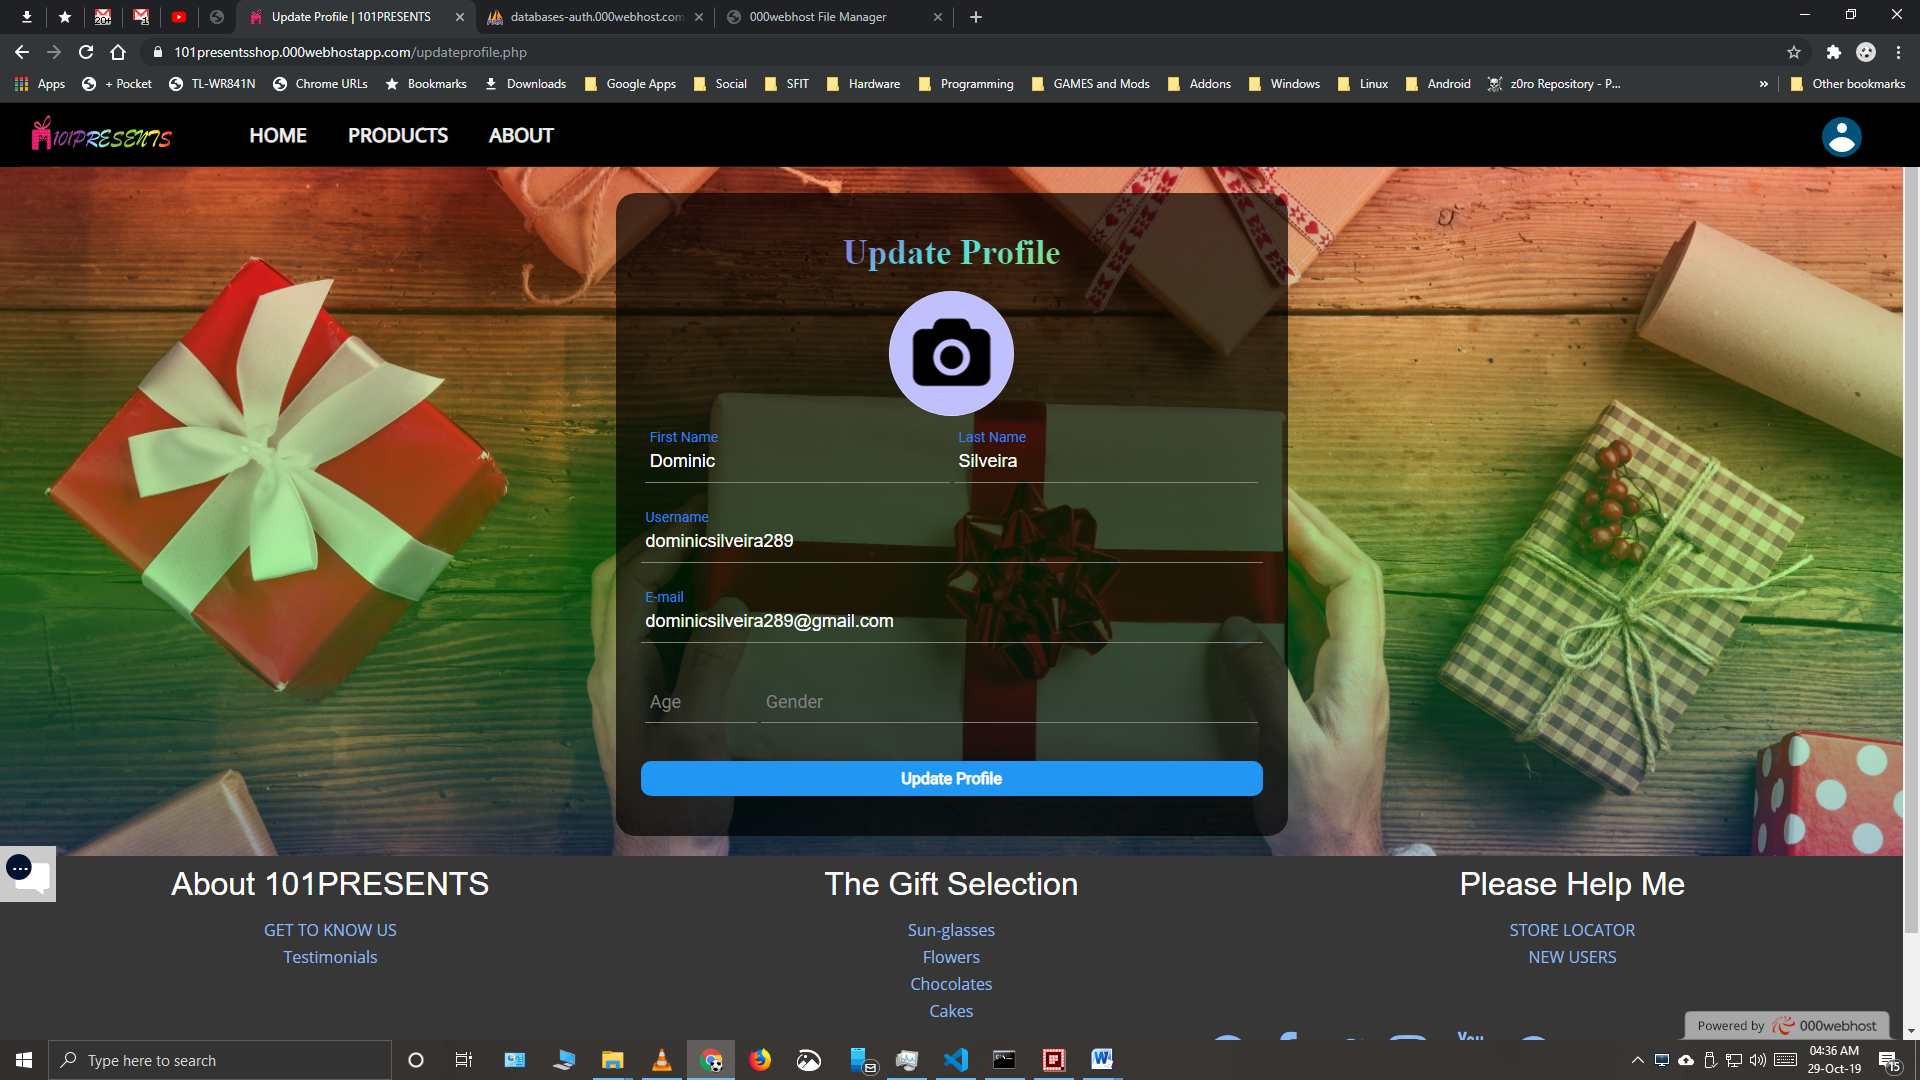 20+
1
Update Profile | 101PRESENTS
databases-auth.000webhost.com
000webhost File Manager
101presentsshop.000webhostapp.com/updateprofile.php
Apps
+ Pocket
TL-WR841N
Chrome URLs
Bookmarks
Downloads
Google Apps
Social
SFIT
Hardware
Programming
GAMES and Mods
Addons
Windows
Linux
Android
z0ro Repository - P...
»
Other bookmarks
101PRESENTS
HOME
PRODUCTS
ABOUT
Update Profile
First Name
Last Name
Dominic
Silveira
Username
dominicsilveira289
E-mail
dominicsilveira289@gmail.com
Age
Gender
Update Profile
About 101PRESENTS
GET TO KNOW US
Testimonials
The Gift Selection
Sun-glasses
Flowers
Chocolates
Cakes
Please Help Me
STORE LOCATOR
NEW USERS
Powered by 000webhost
Type here to search
04:36 AM
29-Oct-19
15